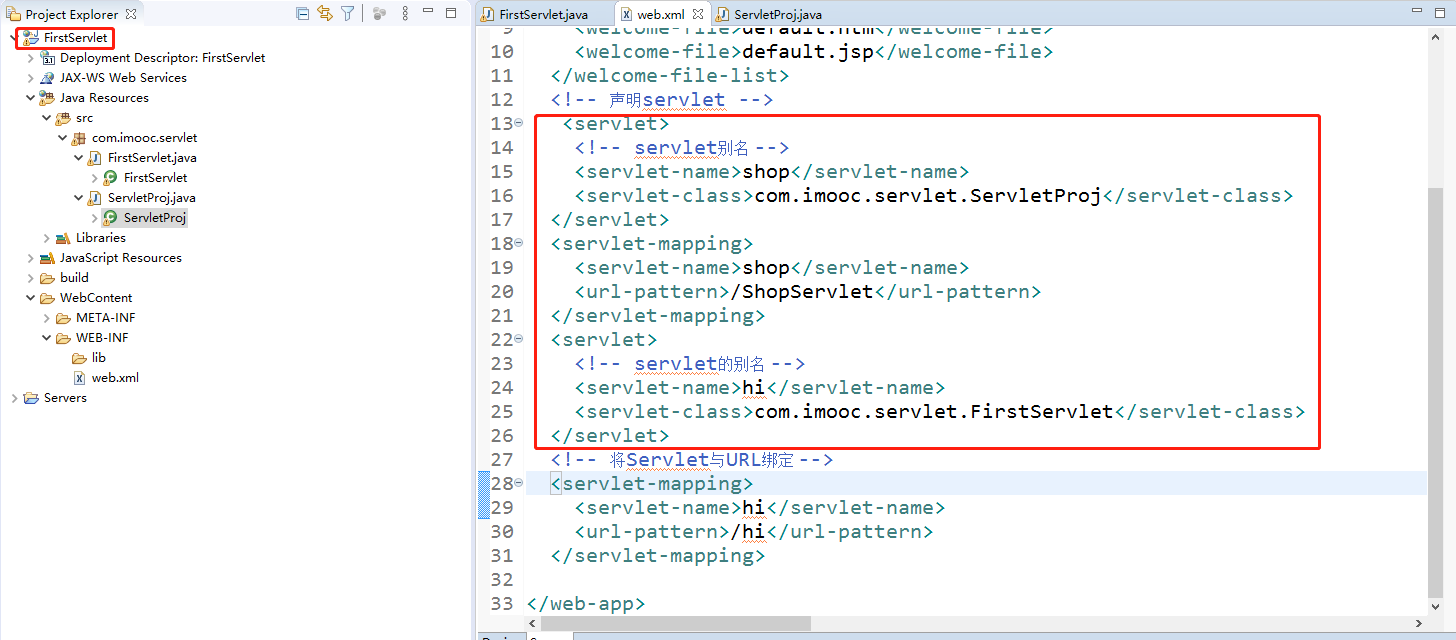 Project Explorer
FirstServlet
Deployment Descriptor: FirstServlet
JAX-WS Web Services
Java Resources
src
com.imooc.servlet
FirstServlet.java
FirstServlet
ServletProj.java
ServletProj
Libraries
JavaScript Resources
build
WebContent
META-INF
WEB-INF
lib
web.xml
Servers
FirstServlet.java web.xml ServletProj.java
9 <welcome-file>default.htm</welcome-file>
10 <welcome-file>default.jsp</welcome-file>
11 </welcome-file-list>
12 <!-- 声明servlet -->
13 <servlet>
14 <!-- servlet别名 -->
15 <servlet-name>shop</servlet-name>
16 <servlet-class>com.imooc.servlet.ServletProj</servlet-class>
17 </servlet>
18 <servlet-mapping>
19 <servlet-name>shop</servlet-name>
20 <url-pattern>/ShopServlet</url-pattern>
21 </servlet-mapping>
22 <servlet>
23 <!-- servlet的别名 -->
24 <servlet-name>hi</servlet-name>
25 <servlet-class>com.imooc.servlet.FirstServlet</servlet-class>
26 </servlet>
27 <!-- 将Servlet与URL绑定 -->
28 <servlet-mapping>
29 <servlet-name>hi</servlet-name>
30 <url-pattern>/hi</url-pattern>
31 </servlet-mapping>
32
33 </web-app>